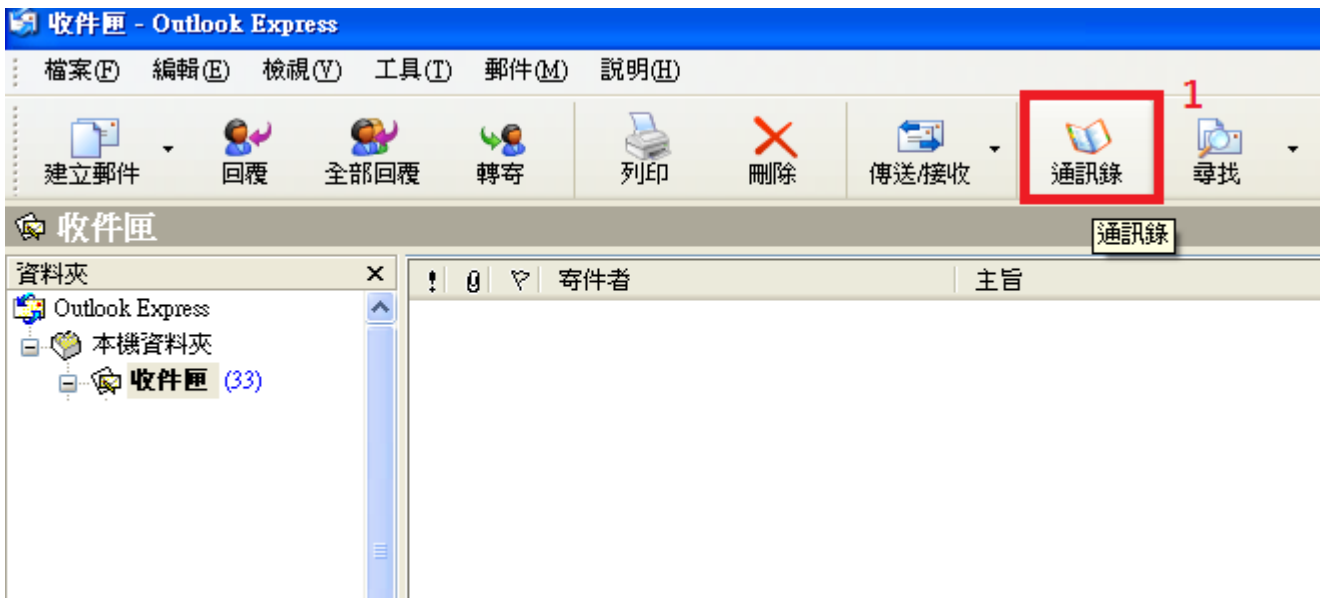 收件匣 - Outlook Express
檔案(F) 編輯(E) 檢視(V) 工具(T) 郵件(M) 說明(H)
1
建立郵件 回覆 全部回覆 轉寄 列印 刪除 傳送/接收 通訊錄 尋找
收件匣
通訊錄
資料夾 × ! 寄件者 主旨
Outlook Express
本機資料夾
收件匣 (33)